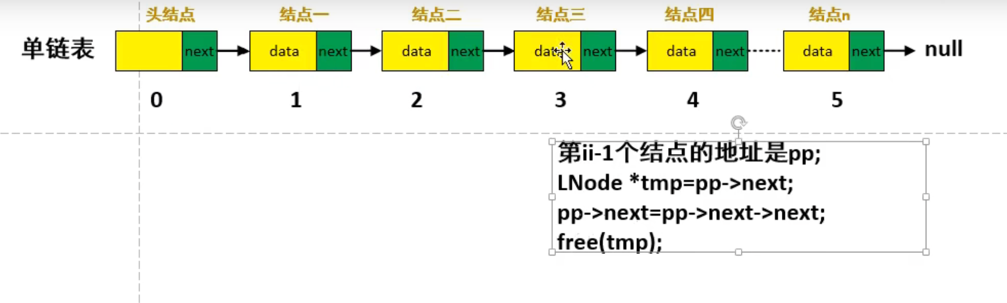 头结点 结点一 结点二 结点三 结点四 结点n
单链表 next data next data next data next data next data next null
0 1 2 3 4 5
第ii-1个结点的地址是pp;
LNode *tmp=pp->next;
pp->next=pp->next->next;
free(tmp);